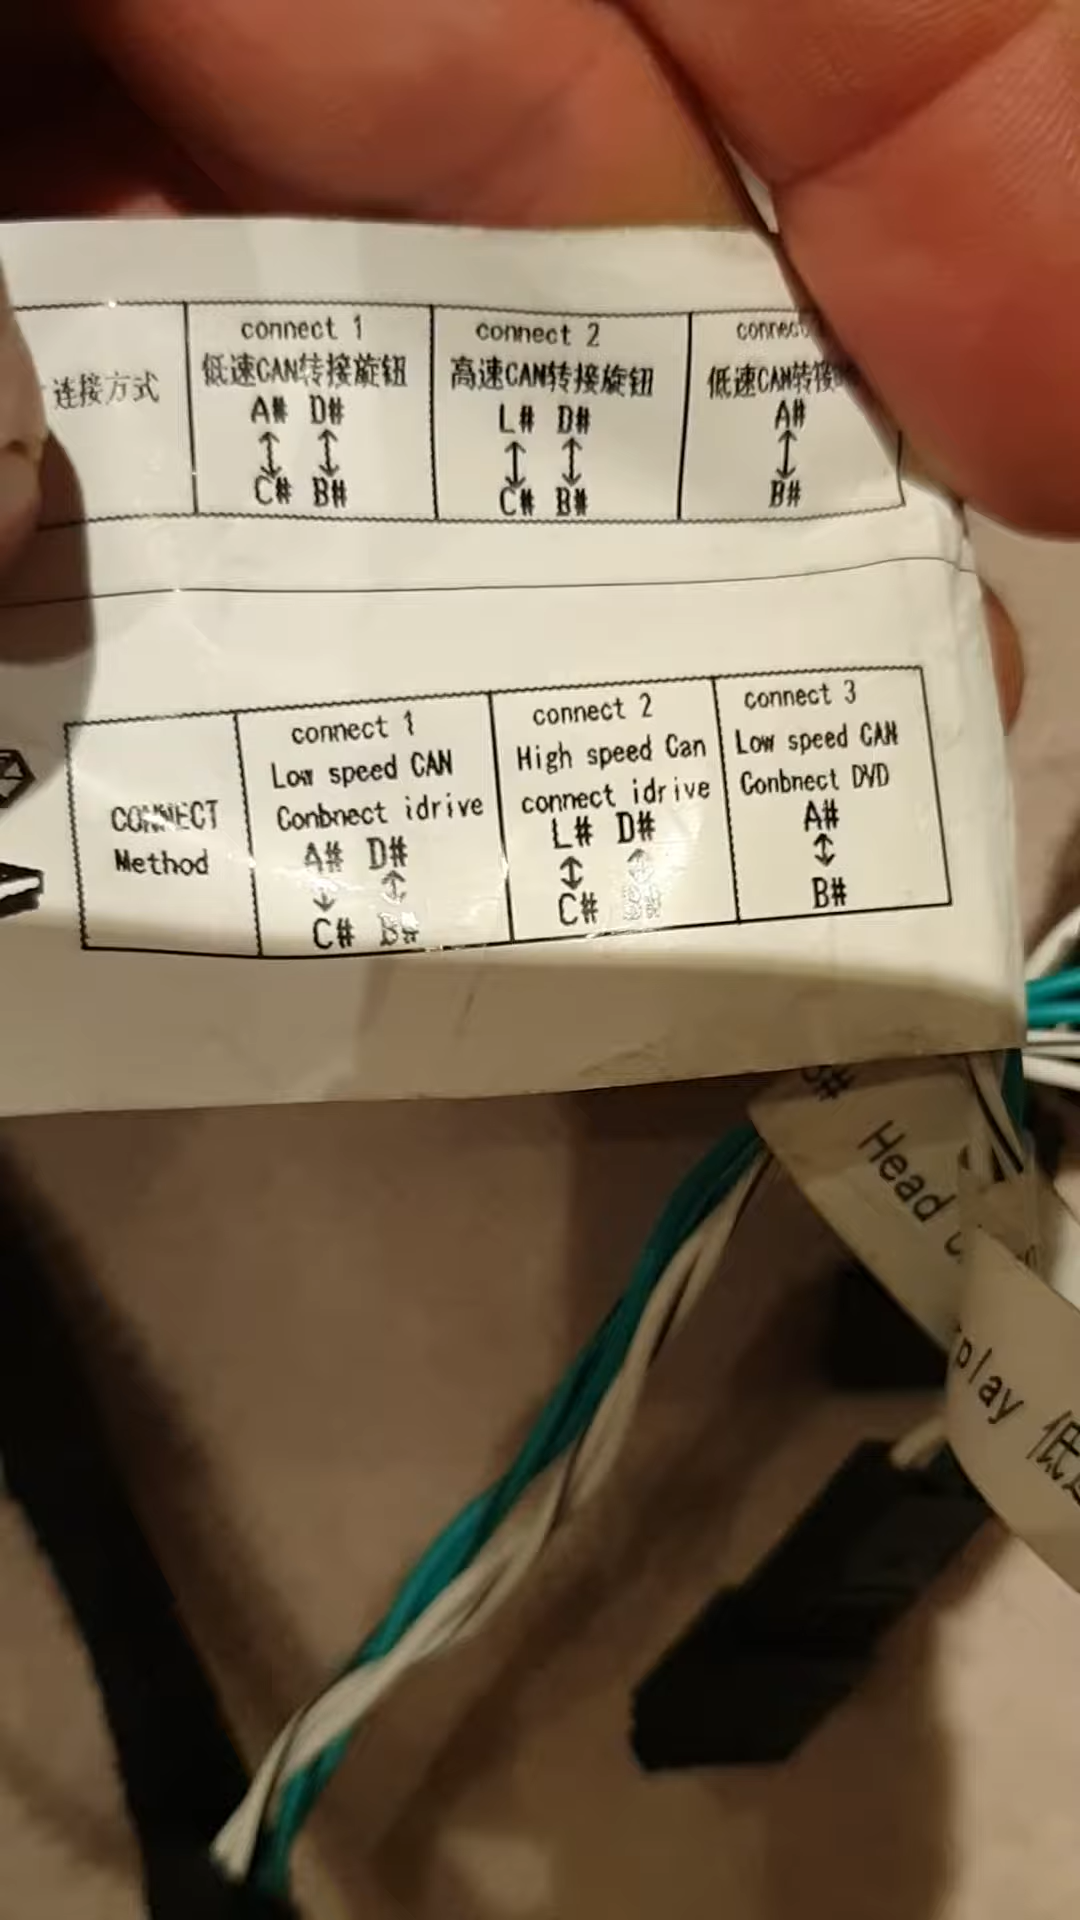 连接方式
connect 1
低速CAN转接旋钮
A# D#
C# B#
connect 2
高速CAN转接旋钮
L# D#
C# B#
connect
低速CAN转接
A#
B#
CONNECT
Method
connect 1
Low speed CAN
Conbnect idrive
A# D#
C# B#
connect 2
High speed Can
connect idrive
L# D#
C# B#
connect 3
Low speed CAN
Conbnect DVD
A#
B#
Head
play 低